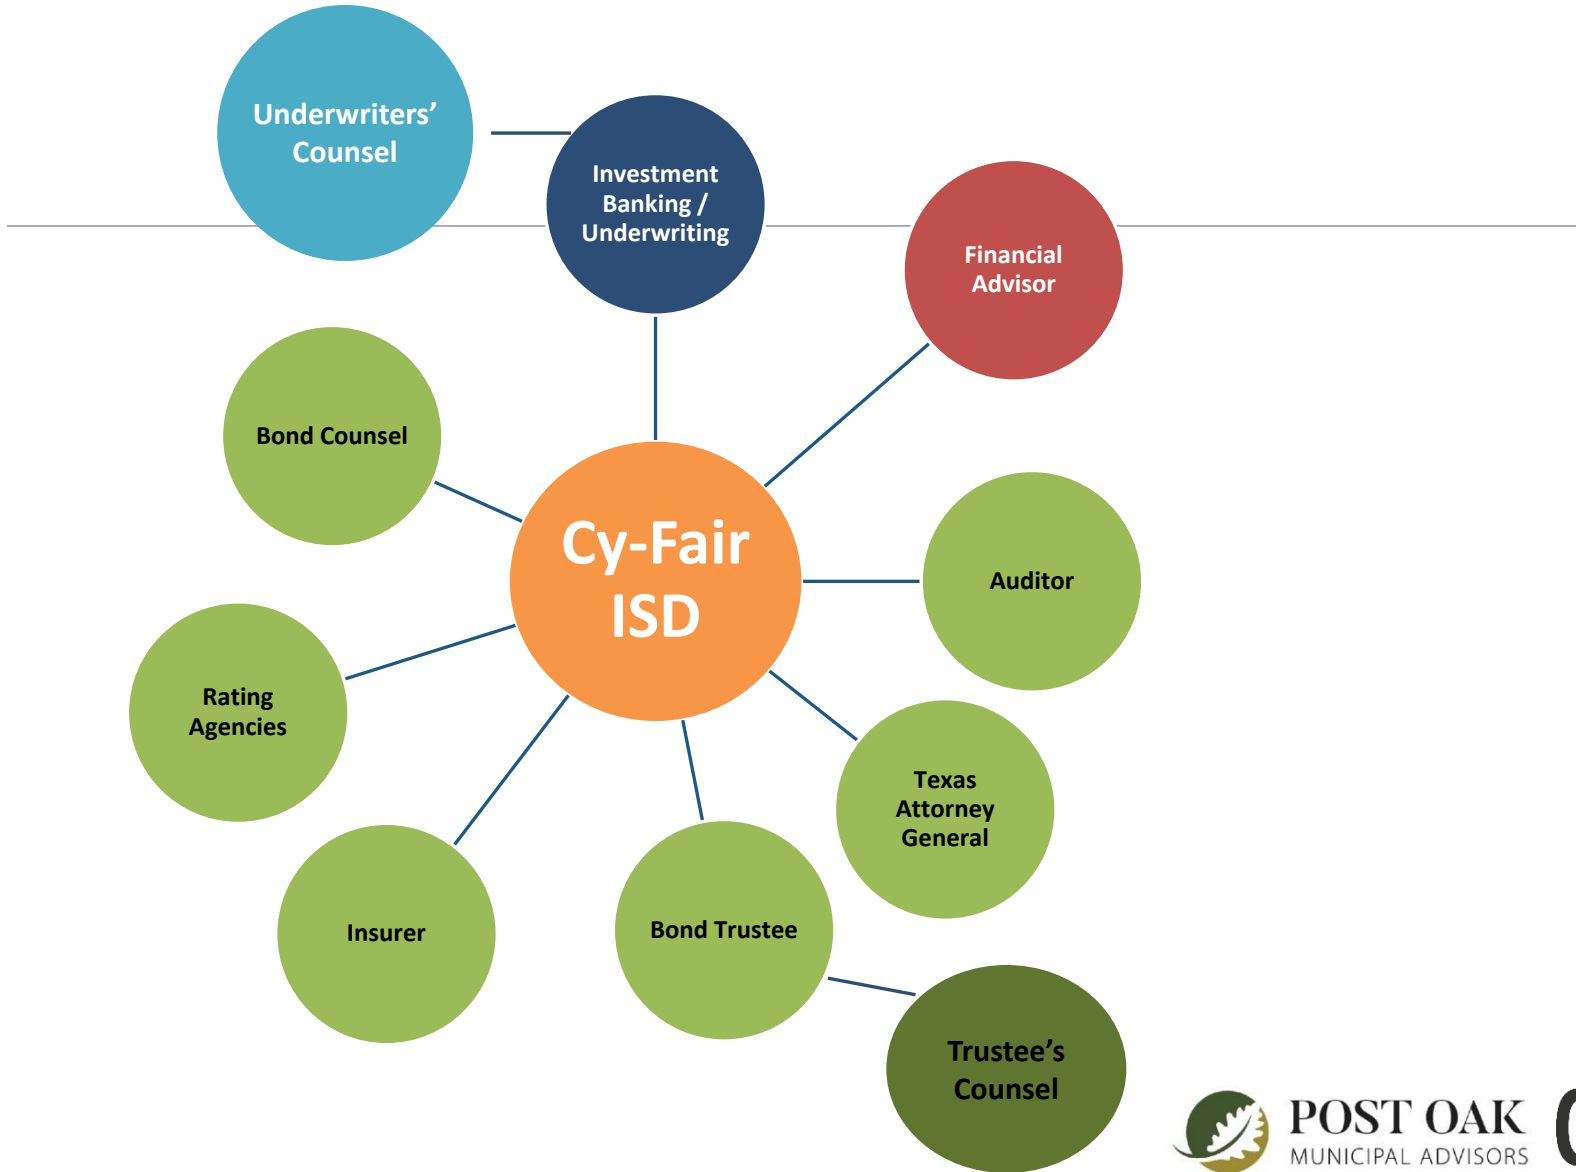 Underwriters’
Counsel
Investment
Banking /
Underwriting
Financial
Advisor
Bond Counsel
Cy-Fair
ISD
Auditor
Rating
Agencies
Texas
Attorney
General
Insurer
Bond Trustee
Trustee’s
Counsel
POST OAK
MUNICIPAL ADVISORS